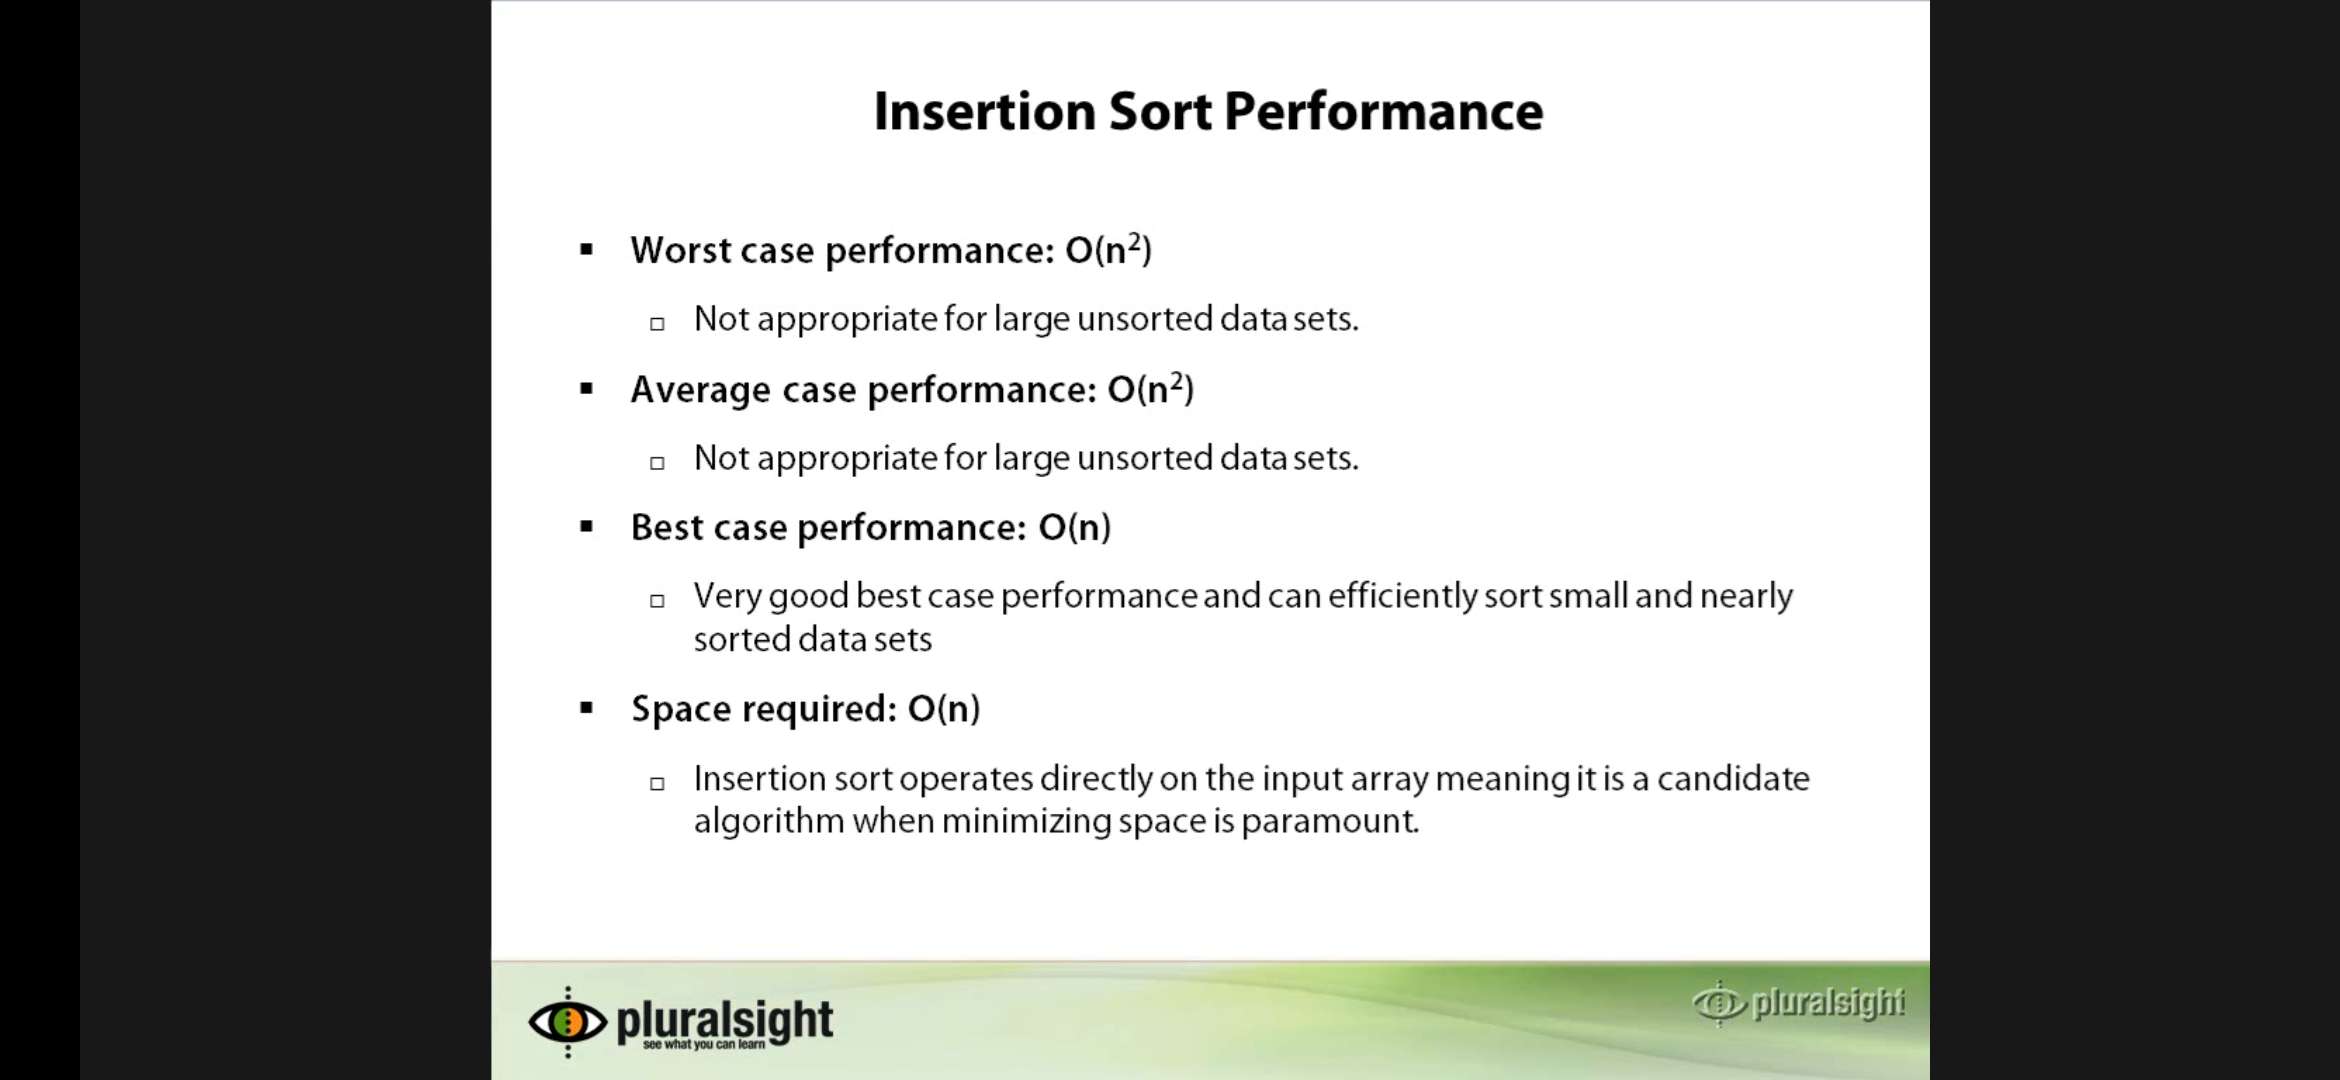 Insertion Sort Performance
▪ Worst case performance: O(n²)
□ Not appropriate for large unsorted data sets.
▪ Average case performance: O(n²)
□ Not appropriate for large unsorted data sets.
▪ Best case performance: O(n)
□ Very good best case performance and can efficiently sort small and nearly
sorted data sets
▪ Space required: O(n)
□ Insertion sort operates directly on the input array meaning it is a candidate
algorithm when minimizing space is paramount.
pluralsight
see what you can learn
pluralsight